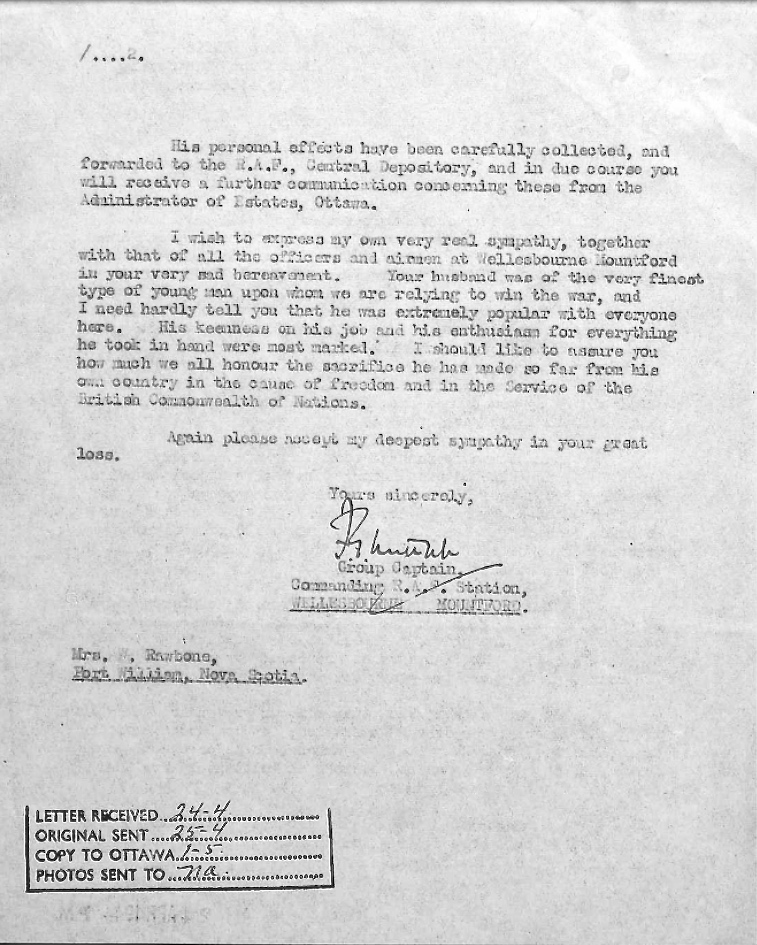 /....2.
His personal effects have been carefully collected, and
forwarded to the R.A.F., Central Depository, and in due course you
will receive a further communication concerning these from the
Administrator of Estates, Ottawa.
I wish to express my own very real sympathy, together
with that of all the officers and airmen at Wellesbourne Mountford
in your very sad bereavement. Your husband was of the very finest
type of young man upon whom we are relying to win the war, and
I need hardly tell you that he was extremely popular with everyone
here. His keenness on his job and his enthusiasm for everything
he took in hand were most marked. I should like to assure you
how much we all honour the sacrifice he has made so far from his
own country in the cause of freedom and in the Service of the
British Commonwealth of Nations.
Again please accept my deepest sympathy in your great
loss.
Yours sincerely,
Group Captain,
Commanding R.A.F. Station,
WELLESBOURNE MOUNTFORD.
Mrs. Rawbone,
Port William, Nova Scotia.
LETTER RECEIVED...24-4
ORIGINAL SENT....25-4
COPY TO OTTAWA.1-5
PHOTOS SENT TO...na.